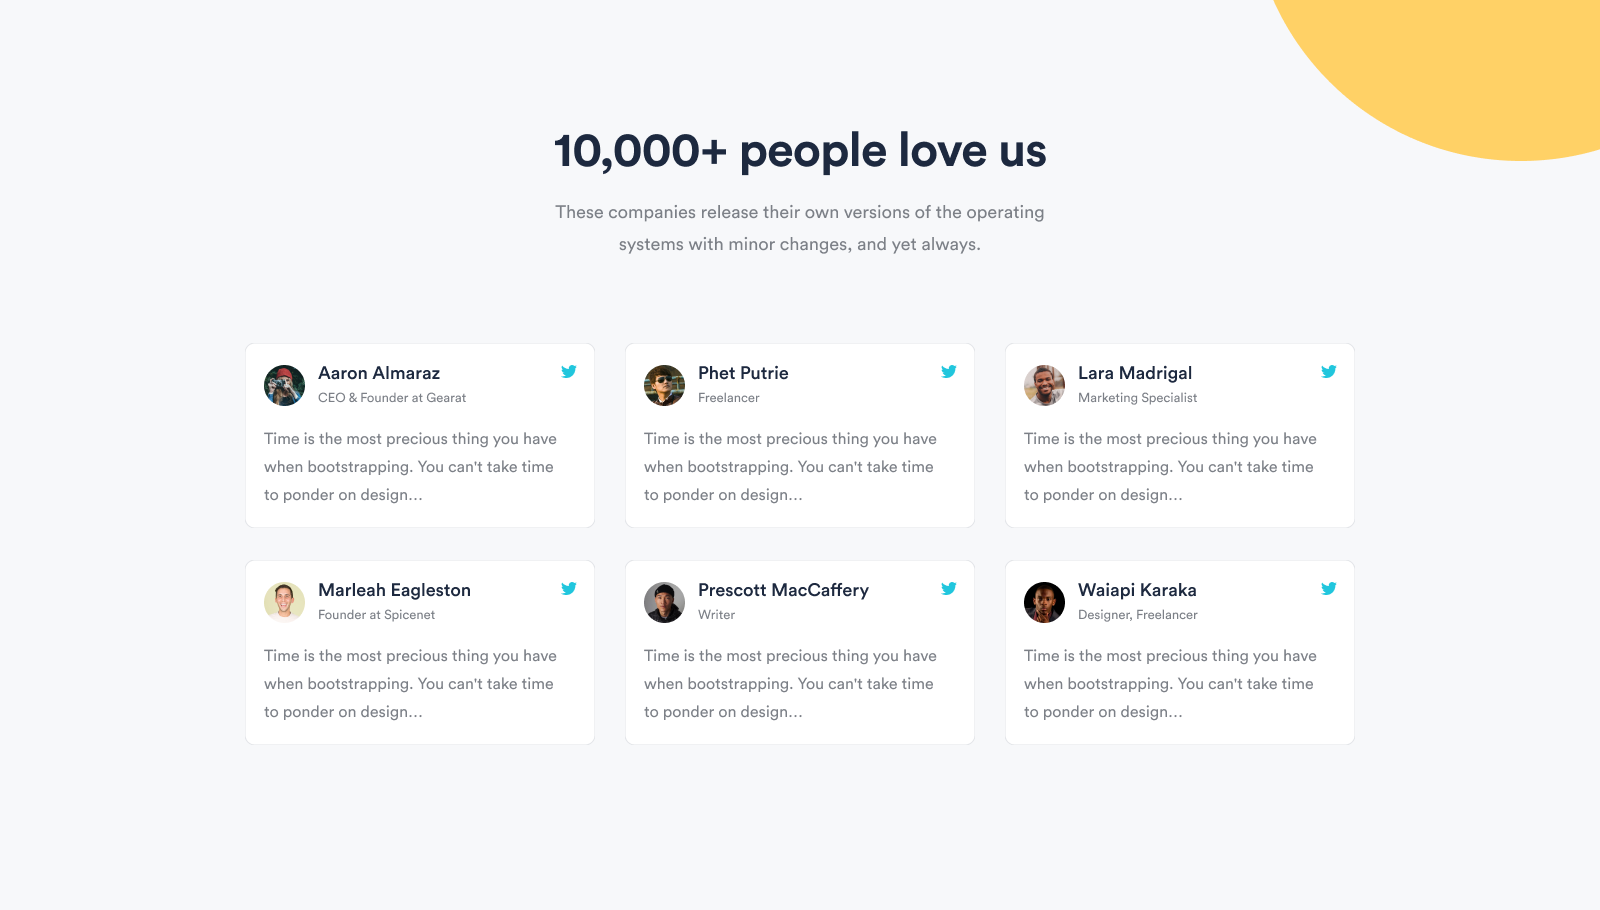 10,000+ people love us
These companies release their own versions of the operating
systems with minor changes, and yet always.
Aaron Almaraz
CEO & Founder at Gearat
Time is the most precious thing you have
when bootstrapping. You can't take time
to ponder on design...
Phet Putrie
Freelancer
Time is the most precious thing you have
when bootstrapping. You can't take time
to ponder on design...
Lara Madrigal
Marketing Specialist
Time is the most precious thing you have
when bootstrapping. You can't take time
to ponder on design...
Marleah Eagleston
Founder at Spicenet
Time is the most precious thing you have
when bootstrapping. You can't take time
to ponder on design...
Prescott MacCaffery
Writer
Time is the most precious thing you have
when bootstrapping. You can't take time
to ponder on design...
Waiapi Karaka
Designer, Freelancer
Time is the most precious thing you have
when bootstrapping. You can't take time
to ponder on design...